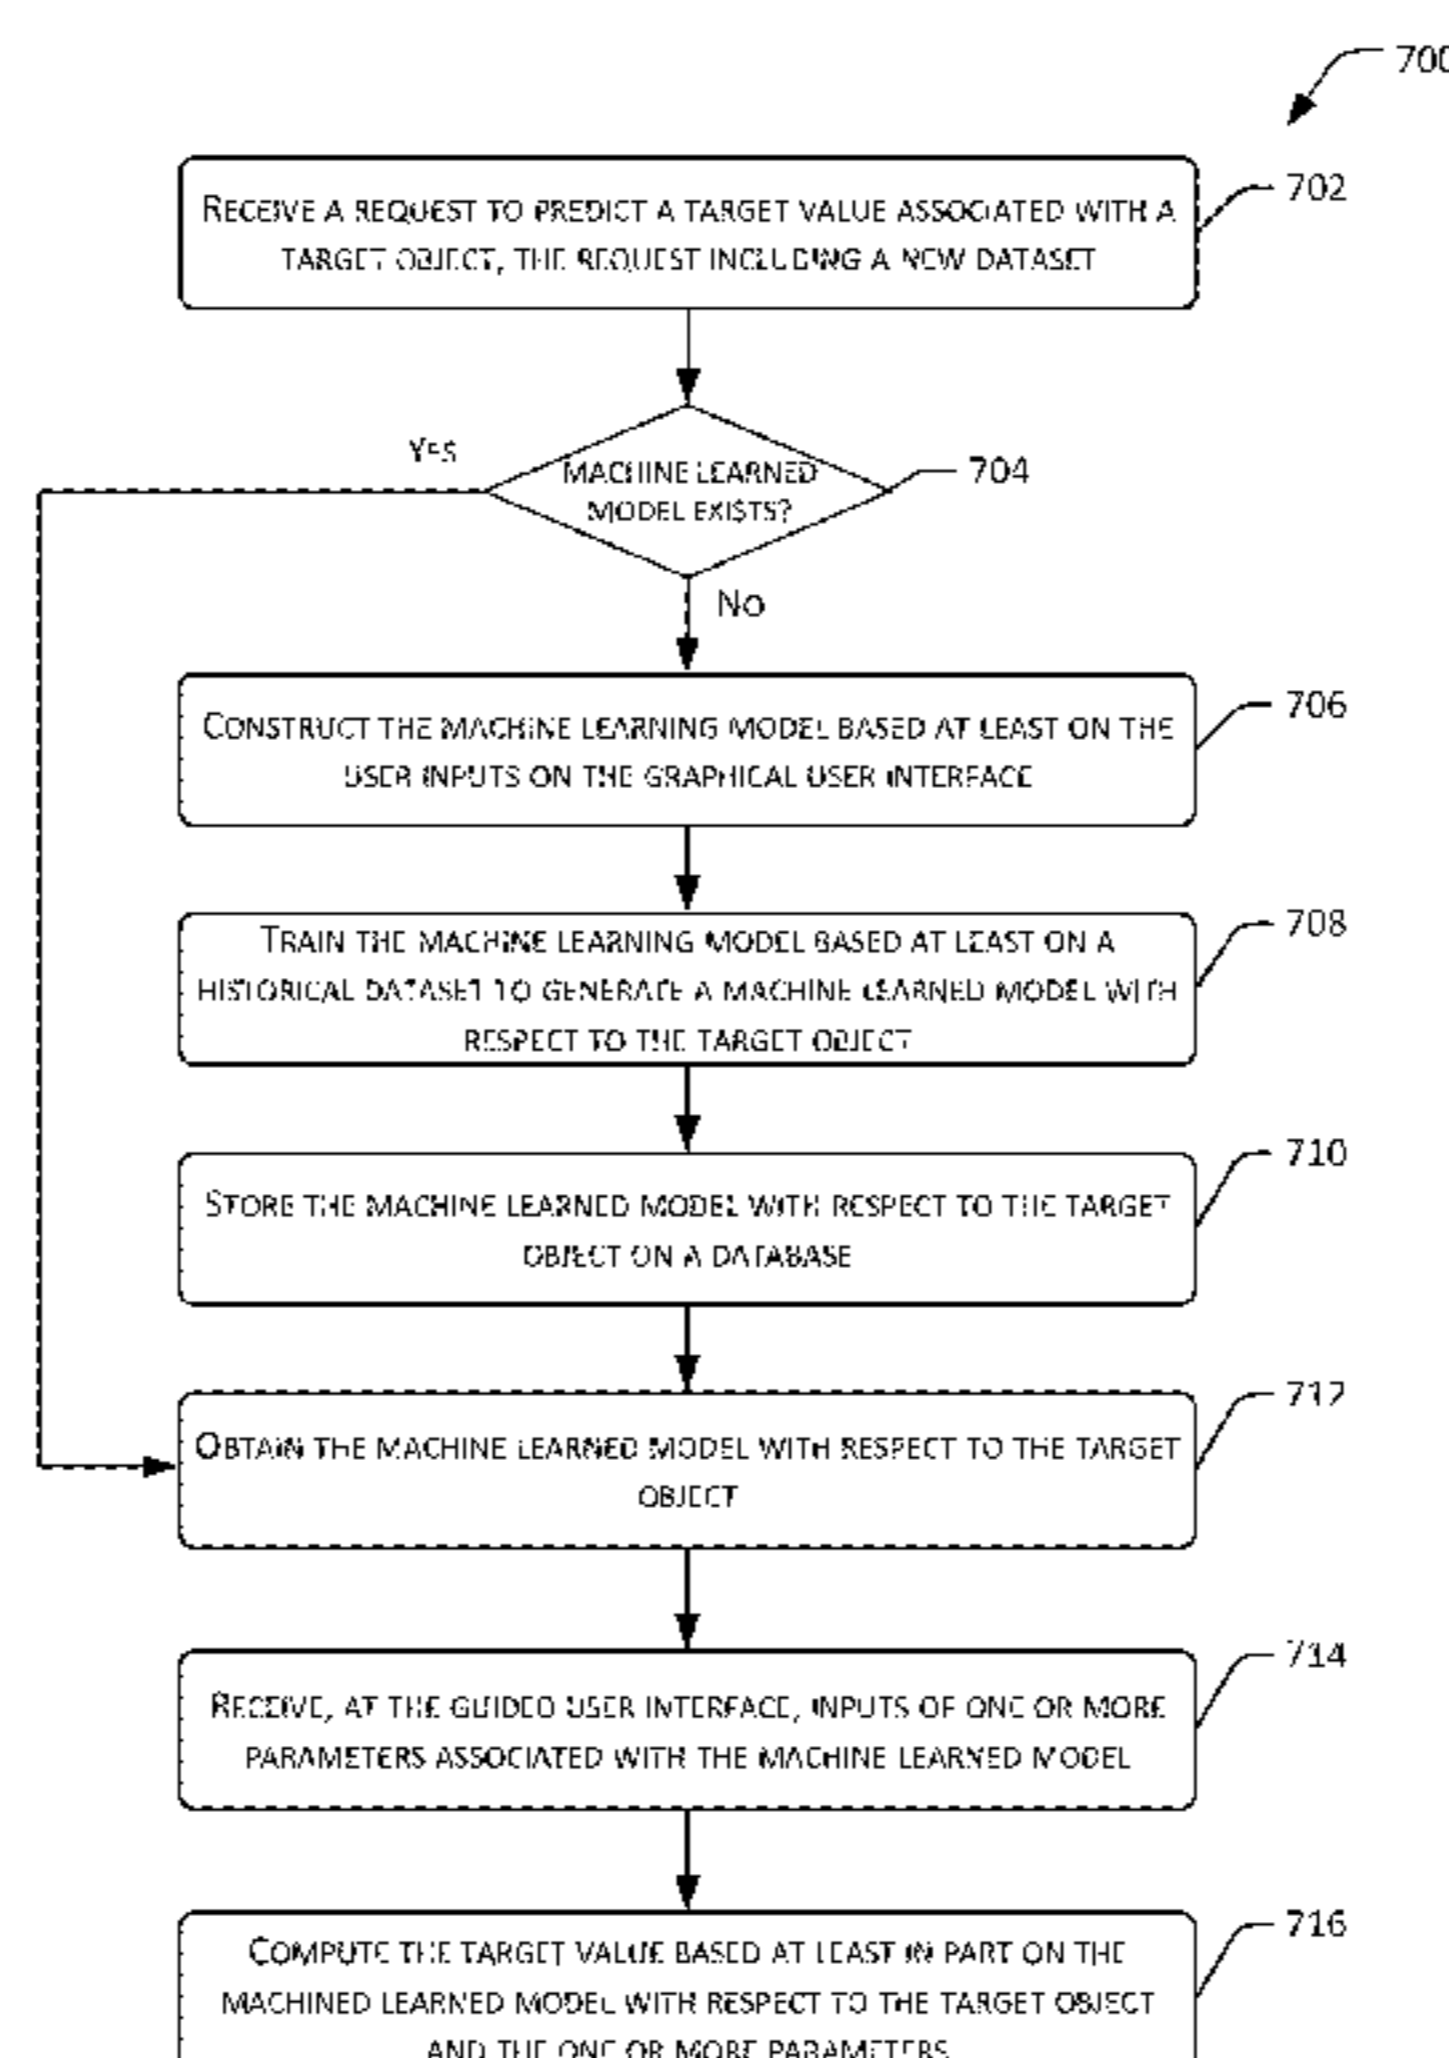 700
RECEIVE A REQUEST TO PREDICT A TARGET VALUE ASSOCIATED WITH A
TARGET OBJECT, THE REQUEST INCLUDING A NEW DATASET
702
YES
MACHINE LEARNED
MODEL EXISTS?
704
NO
CONSTRUCT THE MACHINE LEARNING MODEL BASED AT LEAST ON THE
USER INPUTS ON THE GRAPHICAL USER INTERFACE
706
TRAIN THE MACHINE LEARNING MODEL BASED AT LEAST ON A
HISTORICAL DATASET TO GENERATE A MACHINE LEARNED MODEL WITH
RESPECT TO THE TARGET OBJECT
708
STORE THE MACHINE LEARNED MODEL WITH RESPECT TO THE TARGET
OBJECT ON A DATABASE
710
OBTAIN THE MACHINE LEARNED MODEL WITH RESPECT TO THE TARGET
OBJECT
712
RECEIVE, AT THE GUIDED USER INTERFACE, INPUTS OF ONE OR MORE
PARAMETERS ASSOCIATED WITH THE MACHINE LEARNED MODEL
714
COMPUTE THE TARGET VALUE BASED AT LEAST IN PART ON THE
MACHINED LEARNED MODEL WITH RESPECT TO THE TARGET OBJECT
AND THE ONE OR MORE PARAMETERS
716